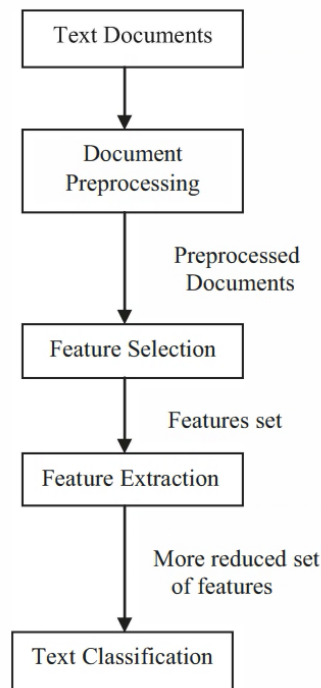 Text Documents
Document
Preprocessing
Preprocessed
Documents
Feature Selection
Features set
Feature Extraction
More reduced set
of features
Text Classification